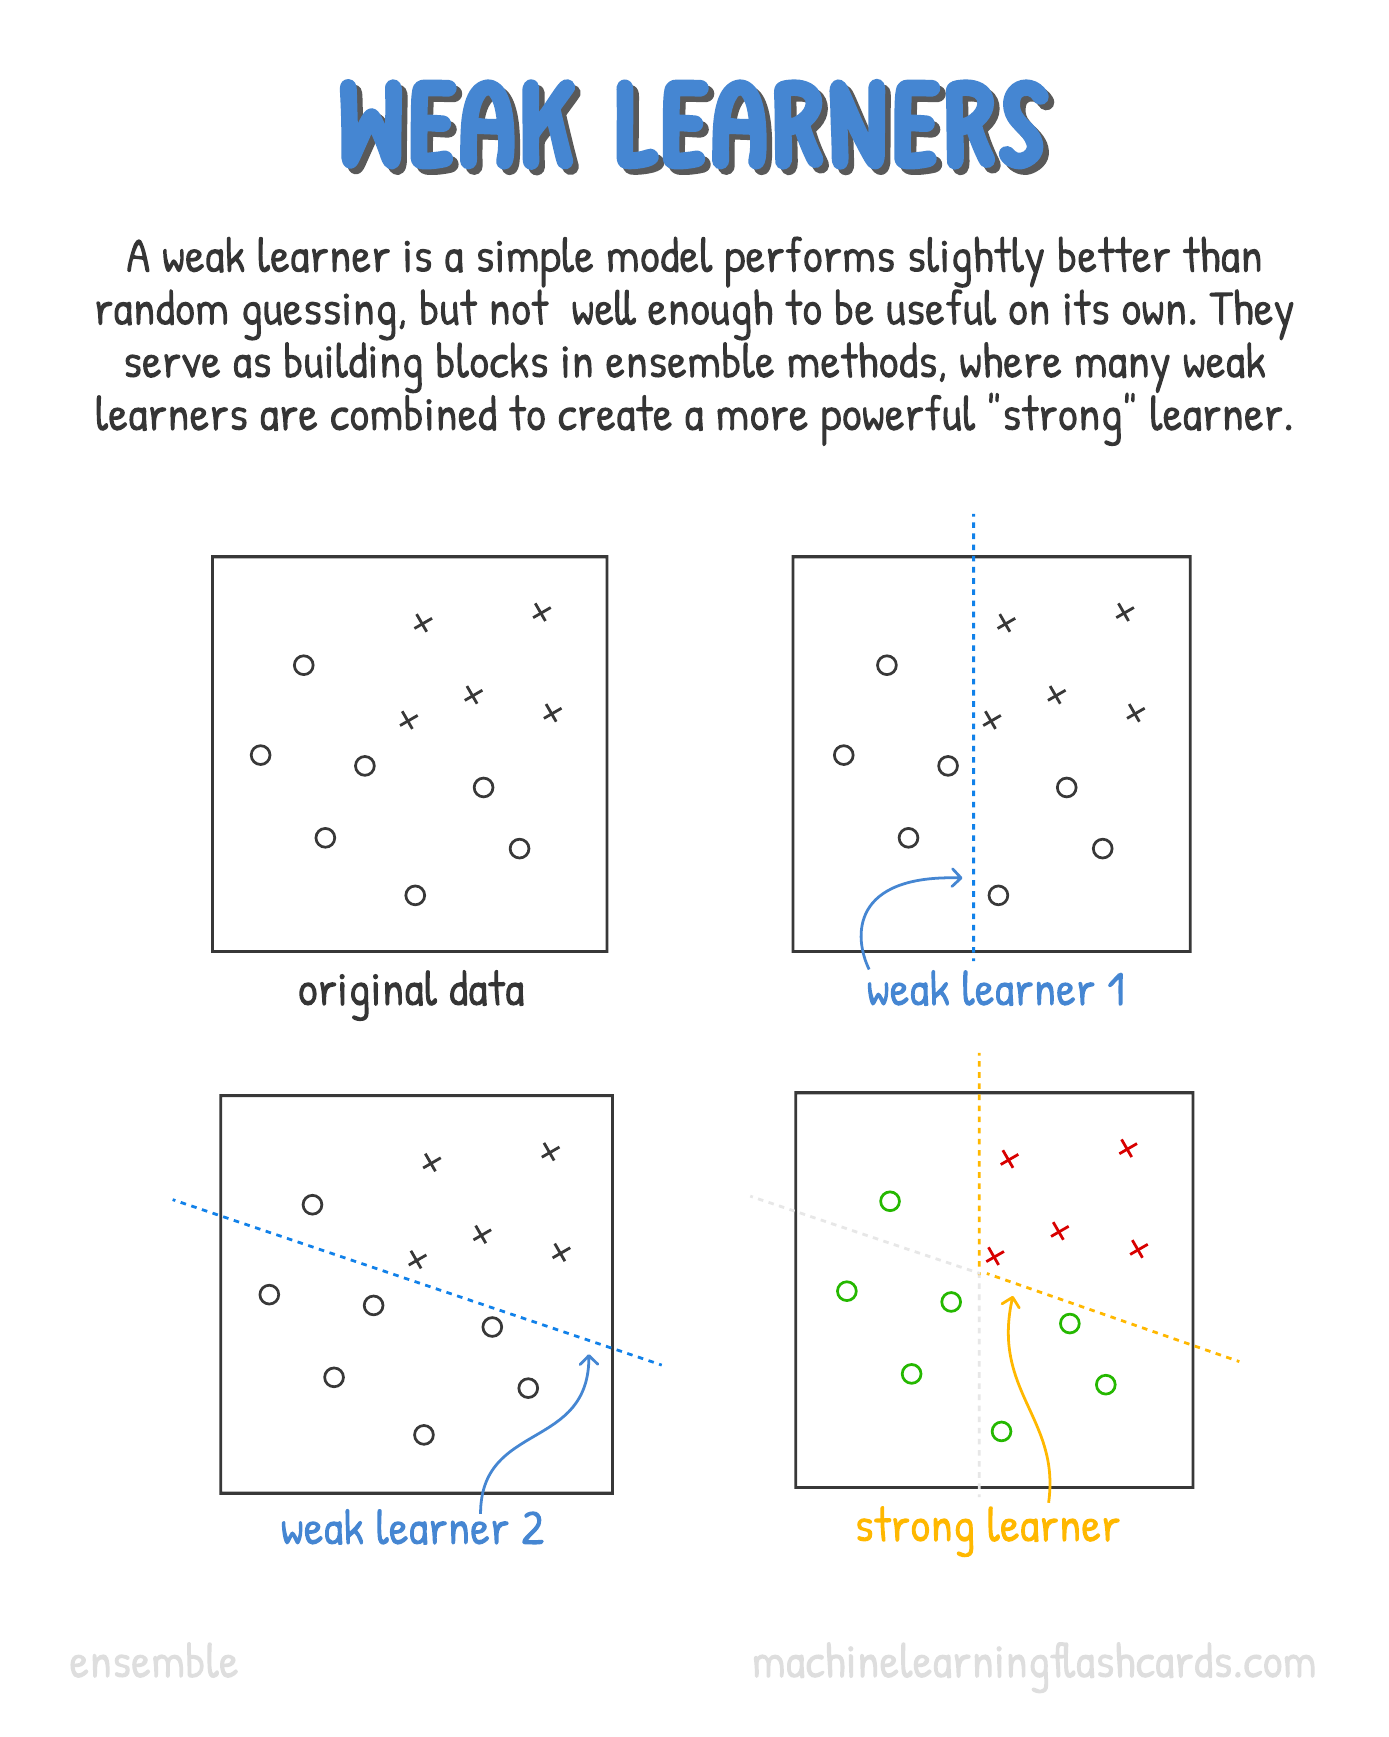 WEAK LEARNERS
A weak learner is a simple model performs slightly better than
random guessing, but not well enough to be useful on its own. They
serve as building blocks in ensemble methods, where many weak
learners are combined to create a more powerful "strong" learner.
original data
weak learner 1
weak learner 2
strong learner
ensemble
machinelearningflashcards.com